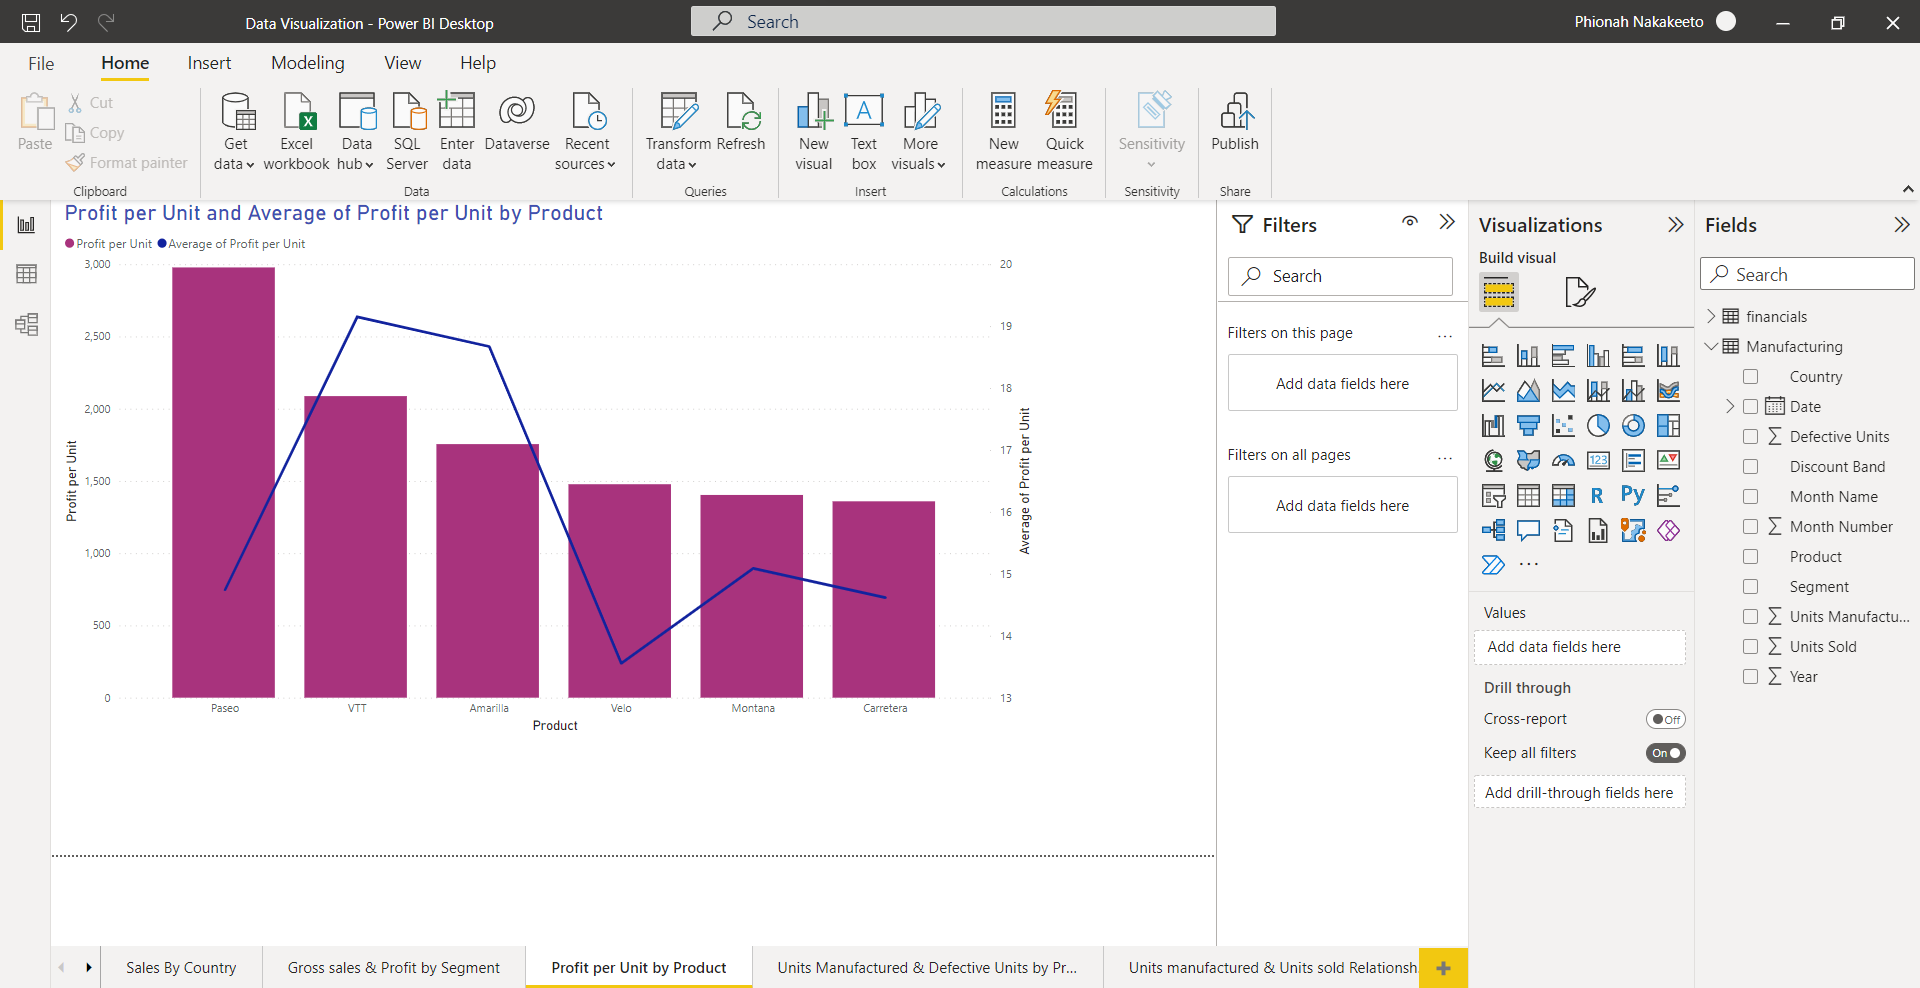 Data Visualization - Power BI Desktop
Search
Phionah Nakakeeto
File
Home
Insert
Modeling
View
Help
Paste
Cut
Copy
Format painter
Clipboard
Get data
Excel workbook
Data hub
SQL Server
Enter data
Dataverse
Recent sources
Data
Transform data
Refresh
Queries
New visual
Text box
More visuals
Insert
New measure
Quick measure
Calculations
Sensitivity
Sensitivity
Publish
Share
Profit per Unit and Average of Profit per Unit by Product
Profit per Unit
Average of Profit per Unit
3,000
2,500
2,000
1,500
1,000
500
0
Profit per Unit
20
19
18
17
16
15
14
13
Average of Profit per Unit
Paseo
VTT
Amarilla
Velo
Montana
Carretera
Product
Filters
Search
Filters on this page
...
Add data fields here
Filters on all pages
...
Add data fields here
Visualizations
Build visual
123
R
Py
...
Values
Add data fields here
Drill through
Cross-report
Off
Keep all filters
On
Add drill-through fields here
Fields
Search
financials
Manufacturing
Country
Date
Defective Units
Discount Band
Month Name
Month Number
Product
Segment
Units Manufactu...
Units Sold
Year
Sales By Country
Gross sales & Profit by Segment
Profit per Unit by Product
Units Manufactured & Defective Units by Pr...
Units manufactured & Units sold Relationsh